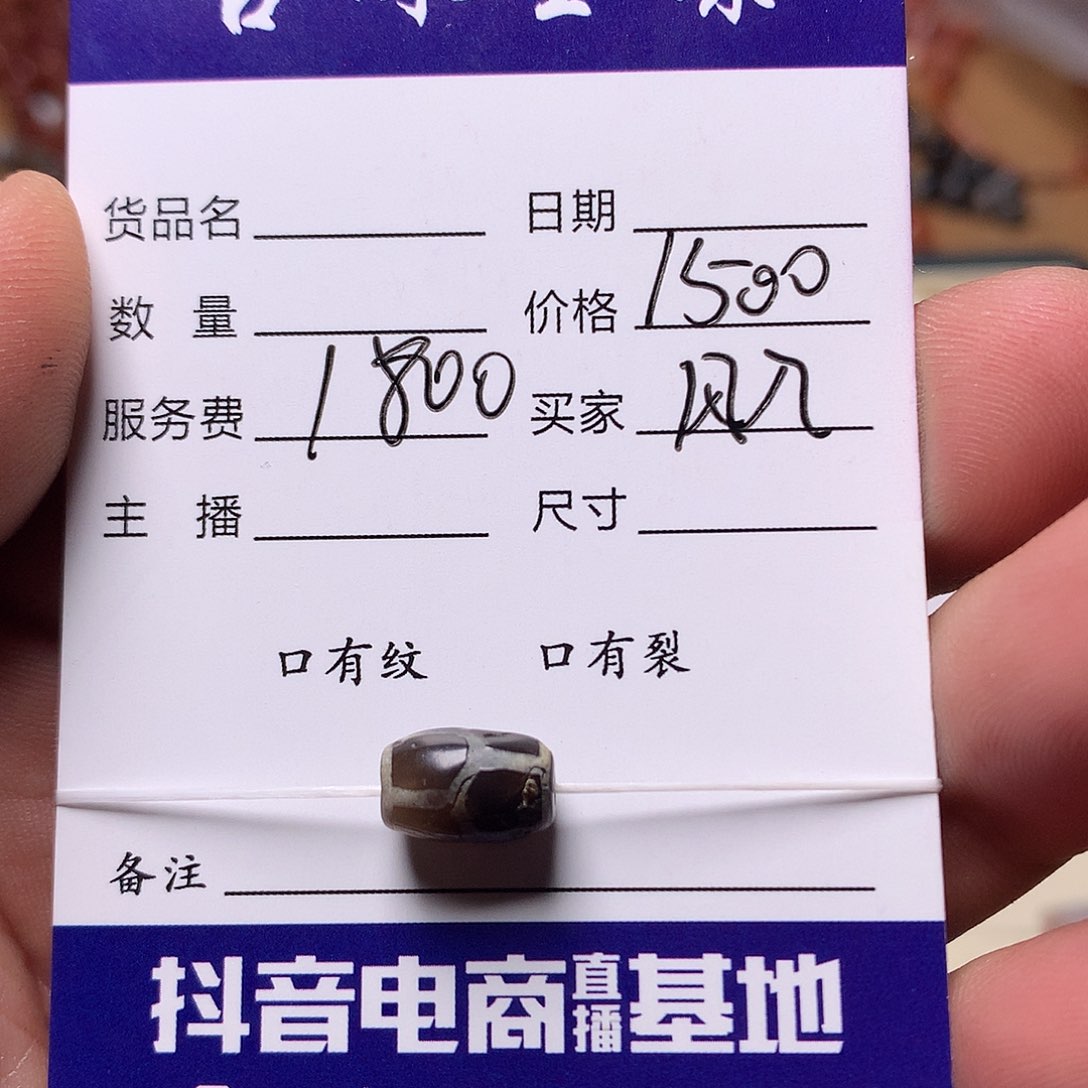 货品名 日期
数 量 价格 1500
服务费 1800 买家
主 播 尺寸
口有纹 口有裂
备注
抖音电商直播基地